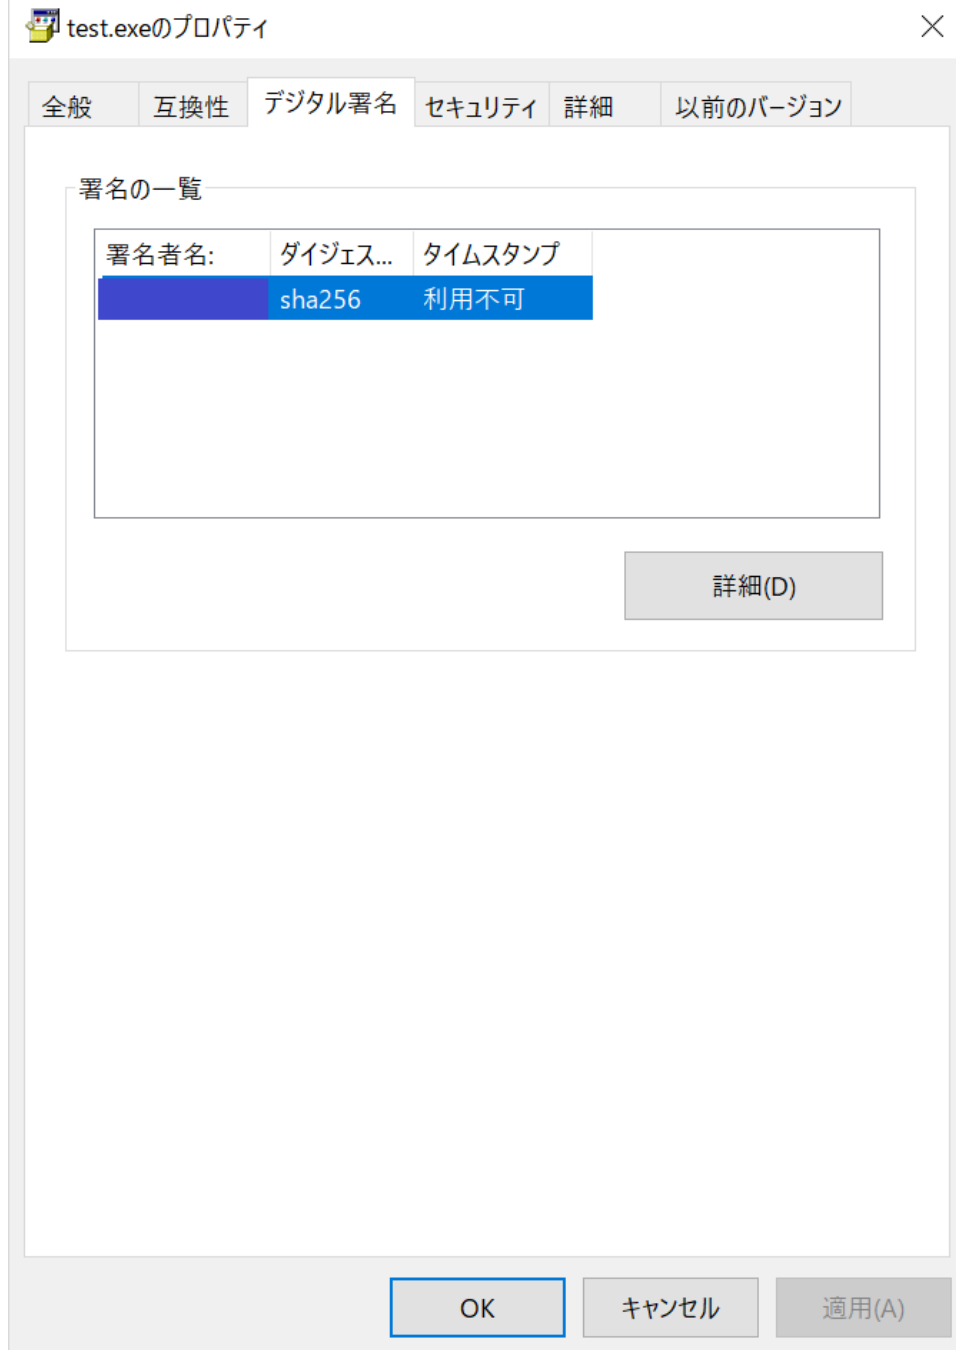 test.exeのプロパティ
全般 互換性 デジタル署名 セキュリティ 詳細 以前のバージョン
署名の一覧
署名者名: ダイジェス... タイムスタンプ
sha256 利用不可
詳細(D)
OK キャンセル 適用(A)